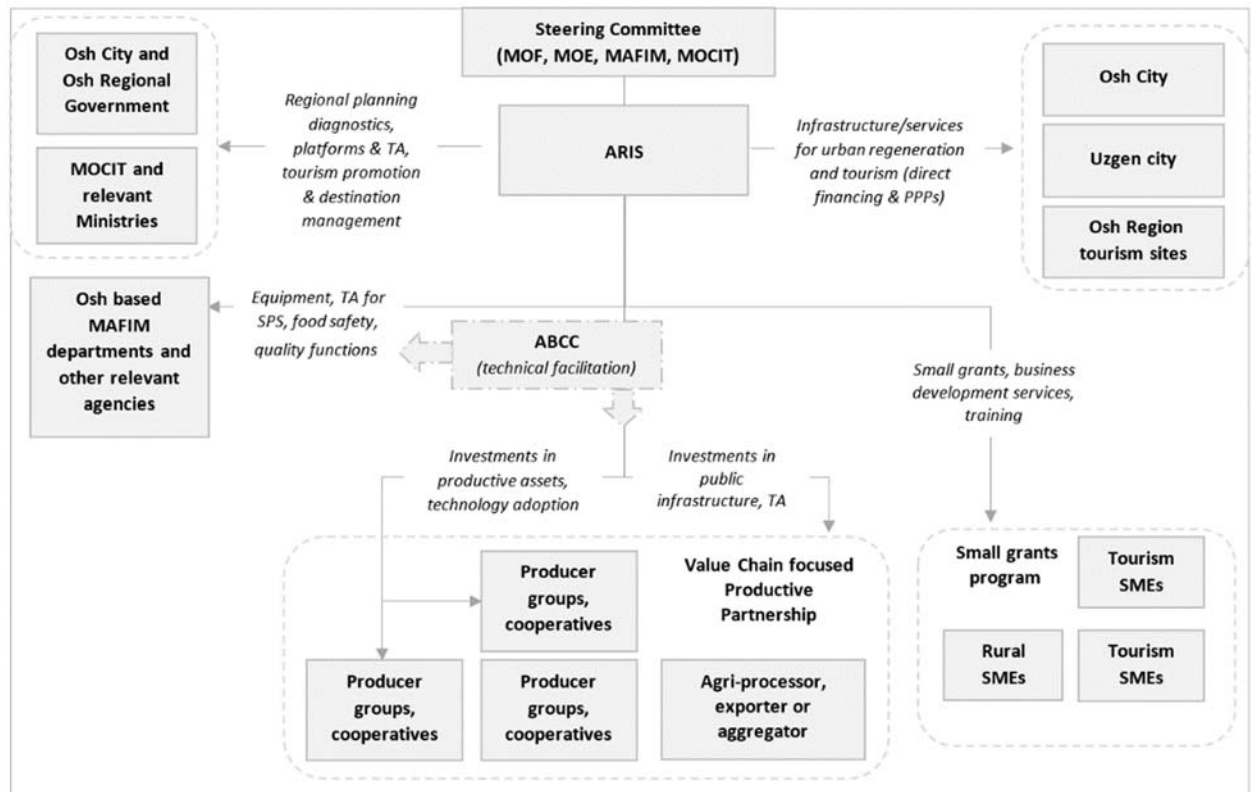 Steering Committee
(MOF, MOE, MAFIM, MOCIT)
Osh City and
Osh Regional
Government
MOCIT and
relevant
Ministries
Regional planning
diagnostics,
platforms & TA,
tourism promotion
& destination
management
ARIS
Infrastructure/services
for urban regeneration
and tourism (direct
financing & PPPs)
Osh City
Uzgen city
Osh Region
tourism sites
Osh based
MAFIM
departments and
other relevant
agencies
Equipment, TA for
SPS, food safety,
quality functions
ABCC
(technical facilitation)
Small grants, business
development services,
training
Investments in
productive assets,
technology adoption
Investments in
public
infrastructure, TA
Producer
groups,
cooperatives
Value Chain focused
Productive
Partnership
Producer
groups,
cooperatives
Producer
groups,
cooperatives
Agri-processor,
exporter or
aggregator
Small grants
program
Tourism
SMEs
Rural
SMEs
Tourism
SMEs